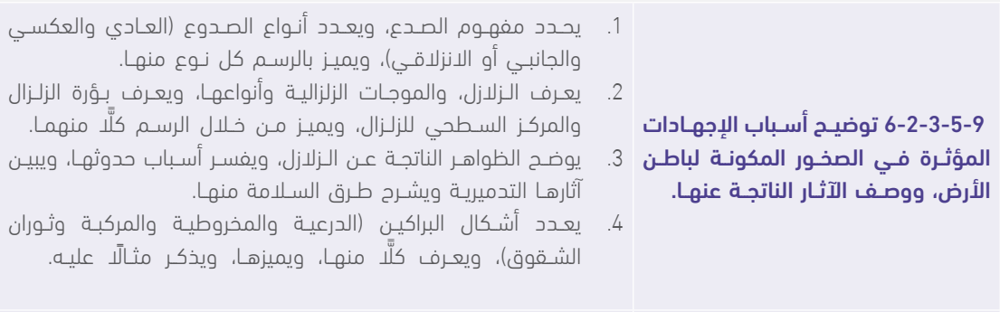 6-2-3-5-9 توضيح أسباب الإجهادات
المؤثرة في الصخور المكونة لباطن
الأرض، ووصف الآثار الناتجة عنها.
1. يحدد مفهوم الصدع، ويعدد أنواع الصدوع (العادي والعكسي
والجانبي أو الانزلاقي)، ويميز بالرسم كل نوع منها.
2. يعرف الزلازل، والموجات الزلزالية وأنواعها، ويعرف بؤرة الزلزال
والمركز السطحي للزلزال، ويميز من خلال الرسم كلًّا منهما.
3. يوضح الظواهر الناتجة عن الزلازل، ويفسر أسباب حدوثها، ويبين
آثارها التدميرية ويشرح طرق السلامة منها.
4. يعدد أشكال البراكين (الدرعية والمخروطية والمركبة وثوران
الشقوق)، ويعرف كلًّا منها، ويميزها، ويذكر مثالًا عليه.